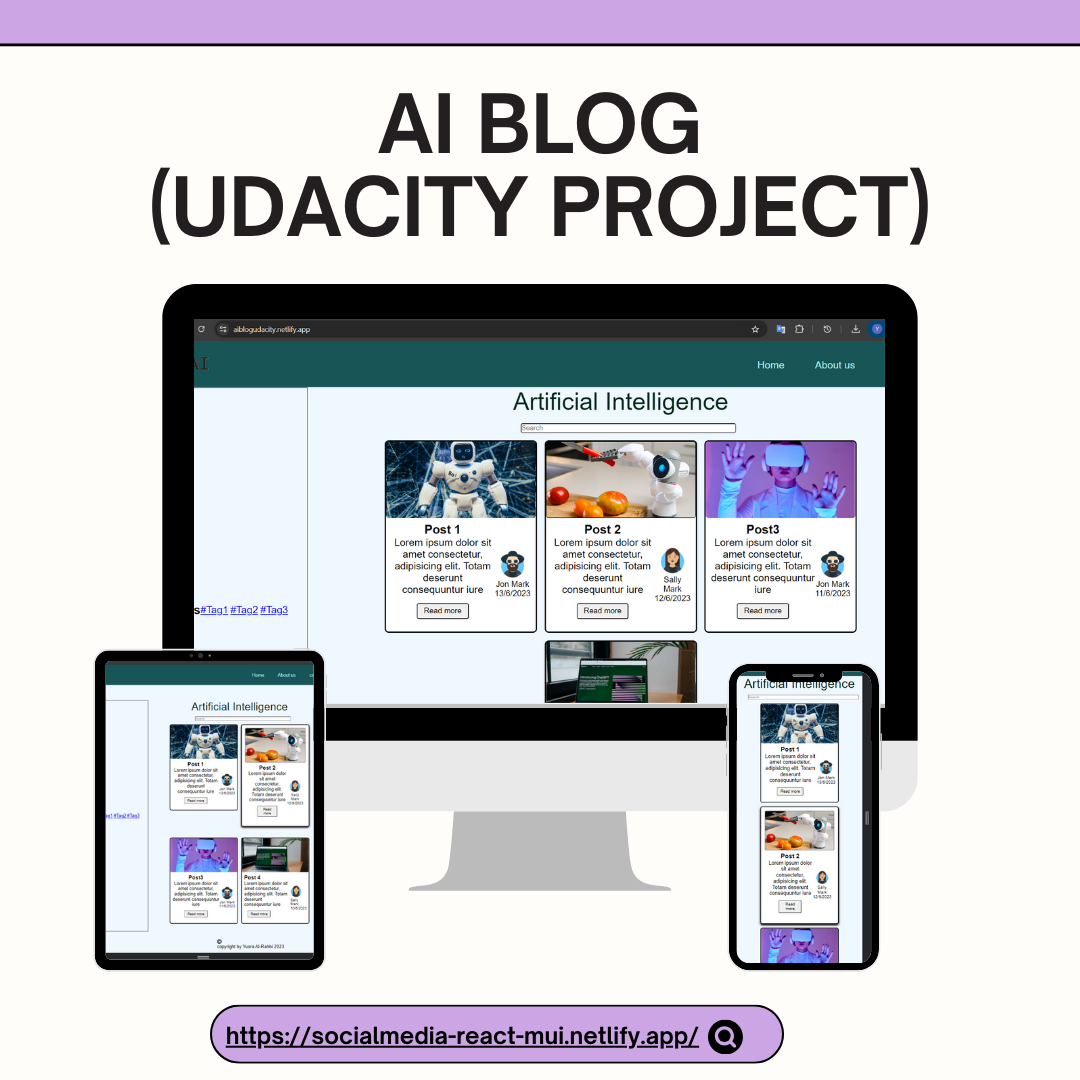 AI BLOG
(UDACITY PROJECT)
aiblogudacity.netlify.app
Y
AI
Home About us
Artificial Intelligence
Search
Post 1
Lorem ipsum dolor sit
amet consectetur,
adipisicing elit. Totam
deserunt
consequuntur iure
Jon Mark
13/6/2023
Read more
Post 2
Lorem ipsum dolor sit
amet consectetur,
adipisicing elit. Totam
deserunt
consequuntur iure
Sally
Mark
12/6/2023
Read more
Post3
Lorem ipsum dolor sit
amet consectetur,
adipisicing elit. Totam
deserunt
consequuntur
iure
Jon Mark
11/6/2023
Read more
s#Tag1 #Tag2 #Tag3
Home About us
Artificial Intelligence
Search
Post 1
Lorem ipsum dolor sit
amet consectetur,
adipisicing elit. Totam
deserunt
consequuntur iure
Jon Mark
13/6/2023
Read more
Post 2
Lorem ipsum dolor
sit amet
consectetur,
adipisicing elit.
Totam deserunt
consequuntur iure
Sally
Mark
12/6/2023
Read
more
#Tag2 #Tag3
Post3
Lorem ipsum dolor sit
amet consectetur,
adipisicing elit. Totam
deserunt consequuntur
iure
Jon Mark
11/6/2023
Read more
Post 4
Lorem ipsum dolor sit
amet consectetur,
adipisicing elit. Totam
deserunt
consequuntur iure
Sally
Mark
Read more
©
copyright by Yusra Al-Rahbi 2023
Artificial Intelligence
Search
Post 1
Lorem ipsum dolor sit
amet consectetur,
adipisicing elit. Totam
deserunt
consequuntur iure
Jon Mark
13/6/2023
Read more
Post 2
Lorem ipsum dolor
sit amet
consectetur,
adipisicing elit.
Totam deserunt
consequuntur iure
Sally
Mark
12/6/2023
Read
more
https://socialmedia-react-mui.netlify.app/